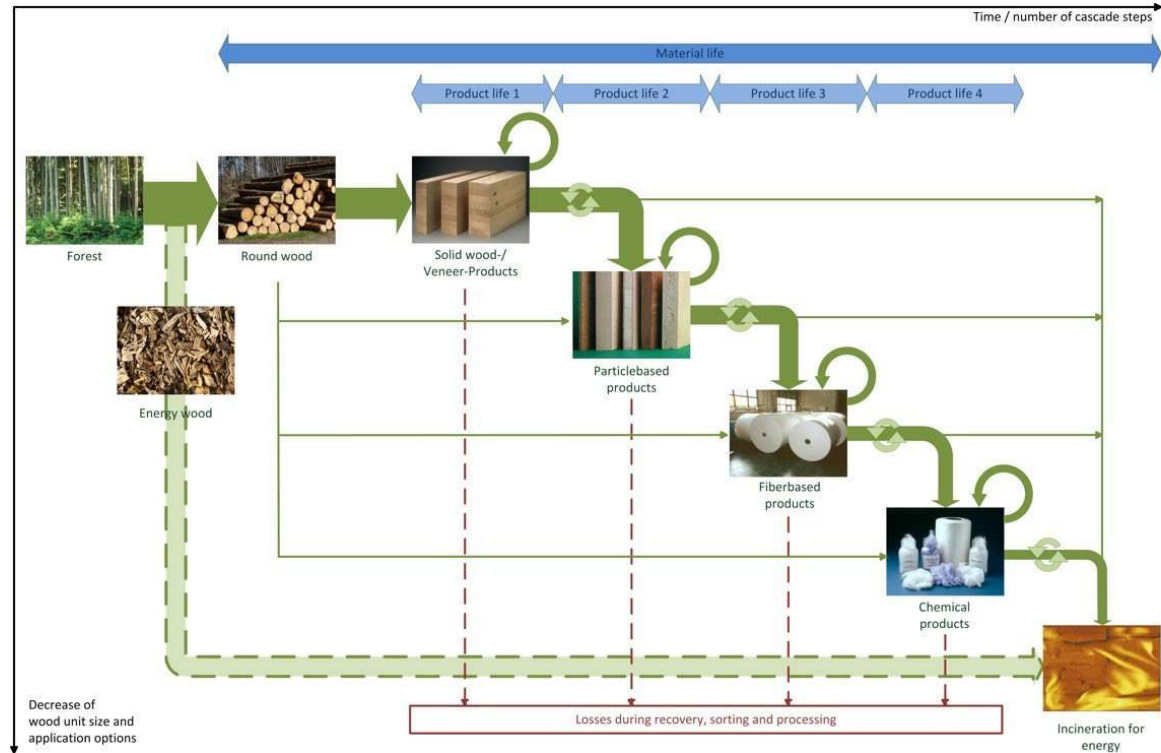 Time / number of cascade steps
Material life
Product life 1
Product life 2
Product life 3
Product life 4
Forest
Round wood
Solid wood-/
Veneer-Products
Energy wood
Particlebased
products
Fiberbased
products
Chemical
products
Decrease of
wood unit size and
application options
Losses during recovery, sorting and processing
Incineration for
energy